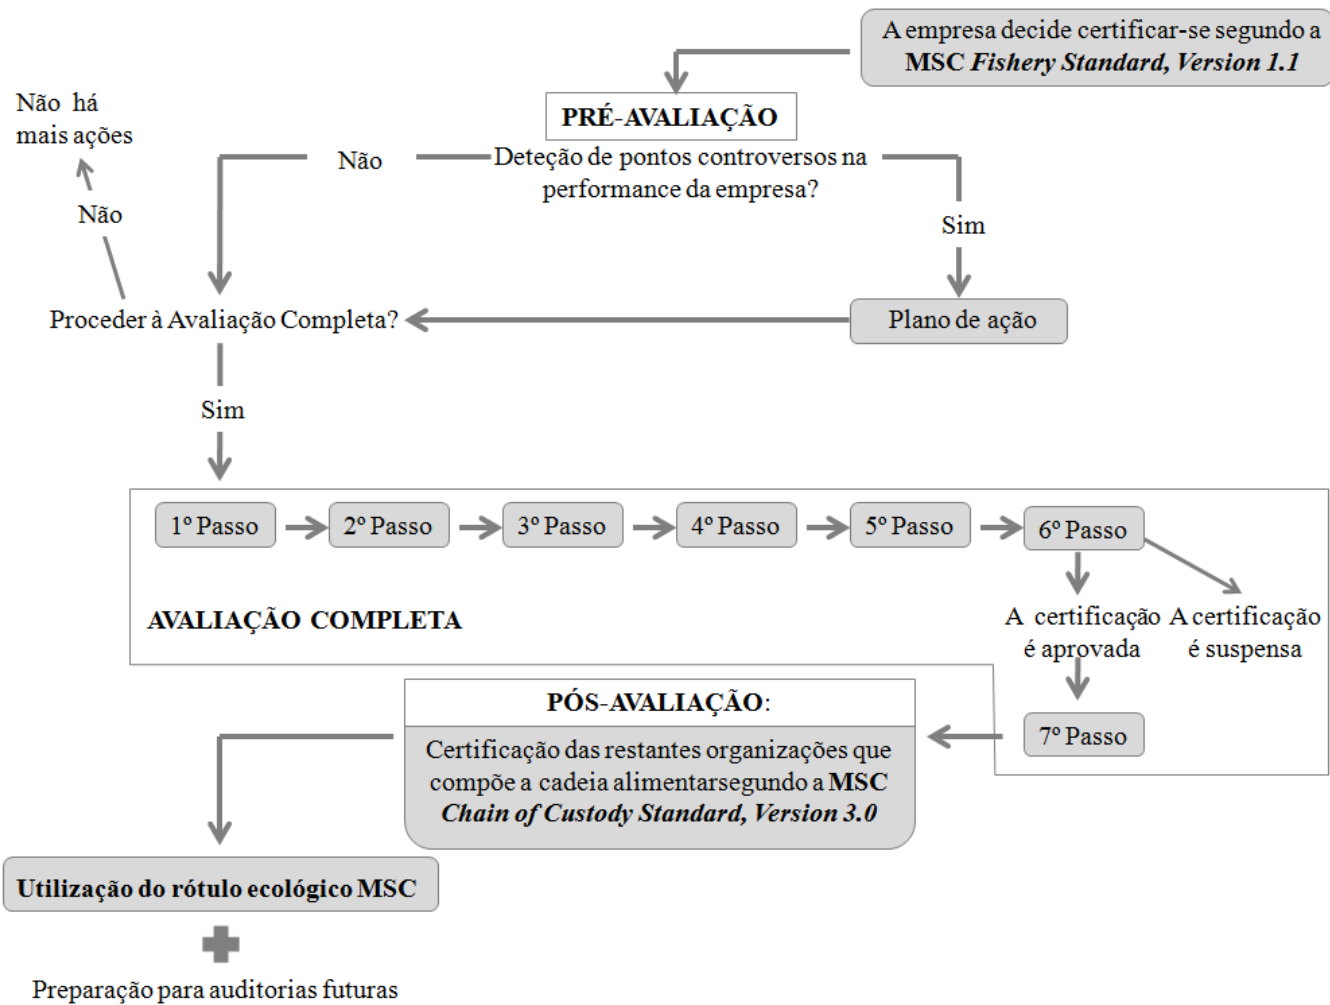 A empresa decide certificar-se segundo a
MSC Fishery Standard, Version 1.1
Não há
mais ações
PRÉ-AVALIAÇÃO
Não
Deteção de pontos controversos na
performance da empresa?
Não
Sim
Proceder à Avaliação Completa?
Plano de ação
Sim
1º Passo
2º Passo
3º Passo
4º Passo
5º Passo
6º Passo
AVALIAÇÃO COMPLETA
A certificação
é aprovada
A certificação
é suspensa
7º Passo
PÓS-AVALIAÇÃO:
Certificação das restantes organizações que
compõe a cadeia alimentarsegundo a MSC
Chain of Custody Standard, Version 3.0
Utilização do rótulo ecológico MSC
Preparação para auditorias futuras